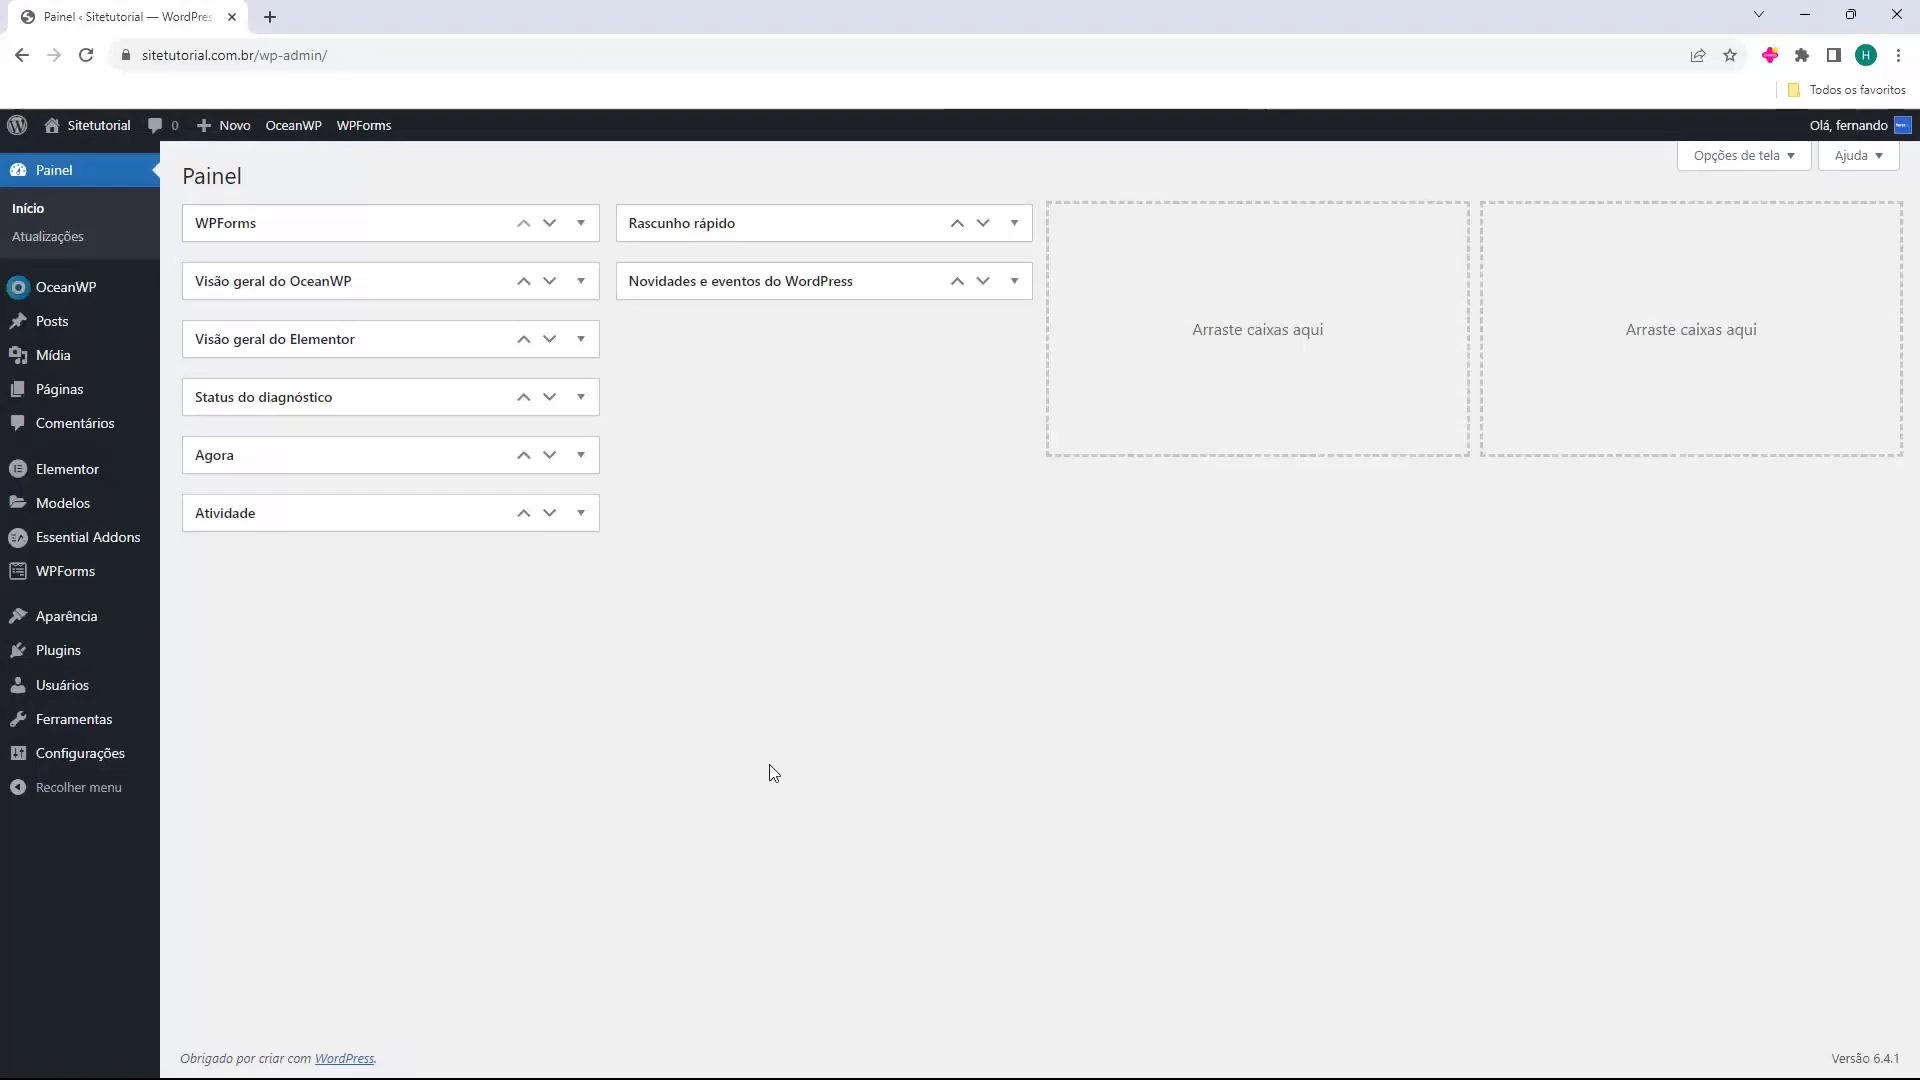 Painel ‹ Sitetutorial — WordPres
sitetutorial.com.br/wp-admin/
H
Todos os favoritos
Sitetutorial 0 Novo OceanWP WPForms Olá, fernando
Opções de tela Ajuda
Painel
Início
Atualizações
OceanWP
Posts
Mídia
Páginas
Comentários
Elementor
Modelos
Essential Addons
WPForms
Aparência
Plugins
Usuários
Ferramentas
Configurações
Recolher menu
Painel
WPForms
Visão geral do OceanWP
Visão geral do Elementor
Status do diagnóstico
Agora
Atividade
Rascunho rápido
Novidades e eventos do WordPress
Arraste caixas aqui
Arraste caixas aqui
Obrigado por criar com WordPress.
Versão 6.4.1